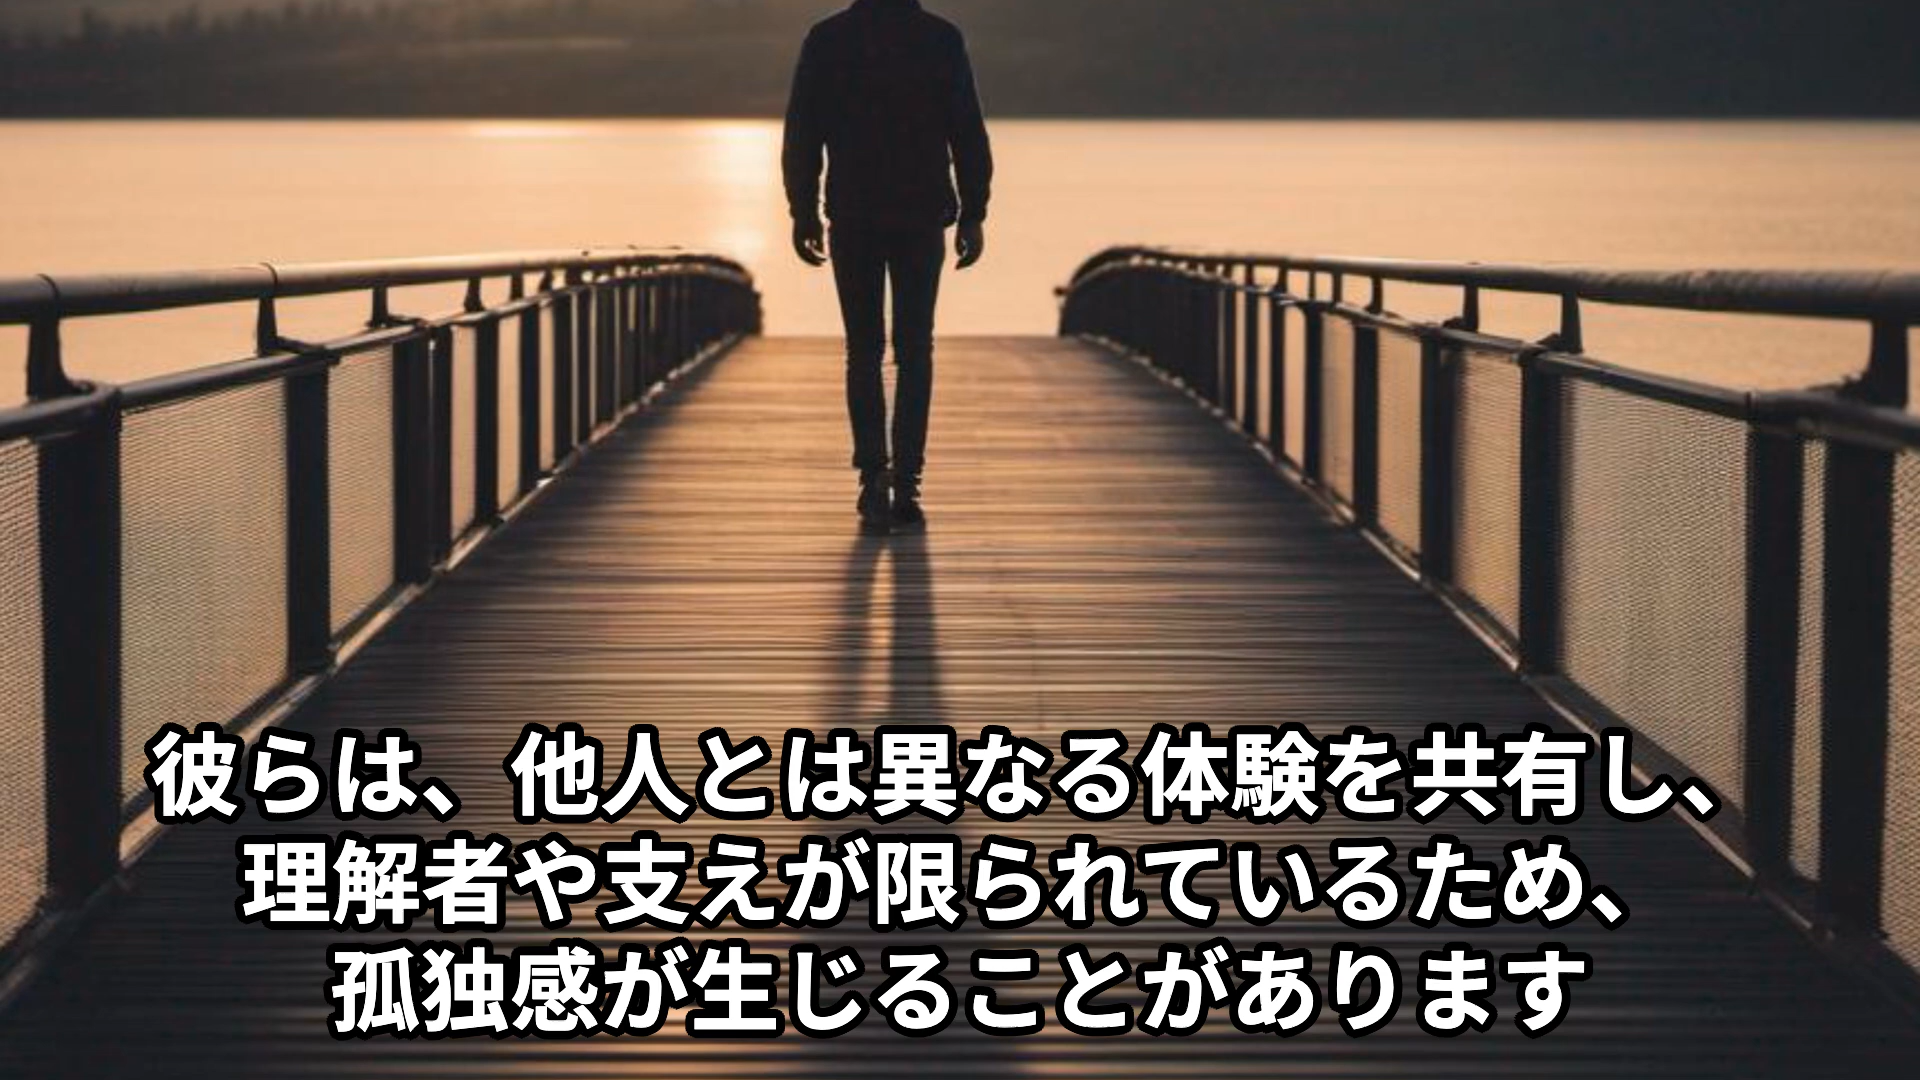 彼らは、他人とは異なる体験を共有し、
理解者や支えが限られているため、
孤独感が生じることがあります